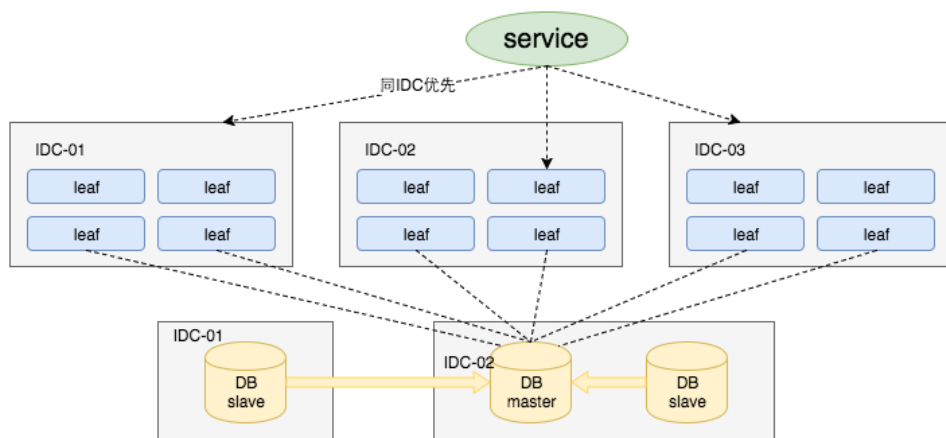 service
同IDC优先
IDC-01
IDC-02
IDC-03
leaf
leaf
leaf
leaf
leaf
leaf
leaf
leaf
leaf
leaf
leaf
leaf
IDC-01
IDC-02
DB
slave
DB
master
DB
slave